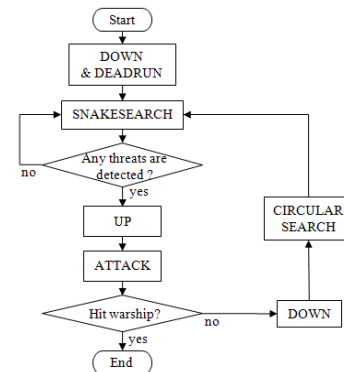 Start
DOWN
& DEADRUN
SNAKESEARCH
Any threats are
detected ?
no
yes
UP
CIRCULAR
SEARCH
ATTACK
Hit warship?
no
DOWN
yes
End